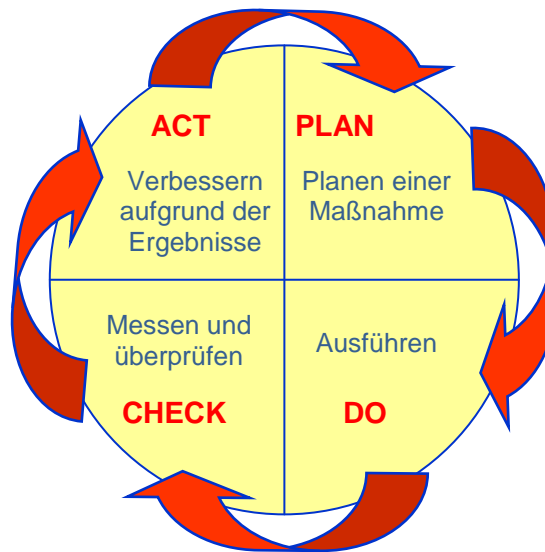 ACT
Verbessern
aufgrund der
Ergebnisse
PLAN
Planen einer
Maßnahme
Messen und
überprüfen
CHECK
Ausführen
DO